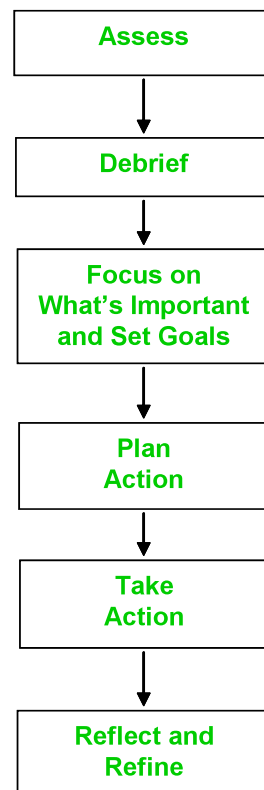 Assess
Debrief
Focus on
What's Important
and Set Goals
Plan
Action
Take
Action
Reflect and
Refine